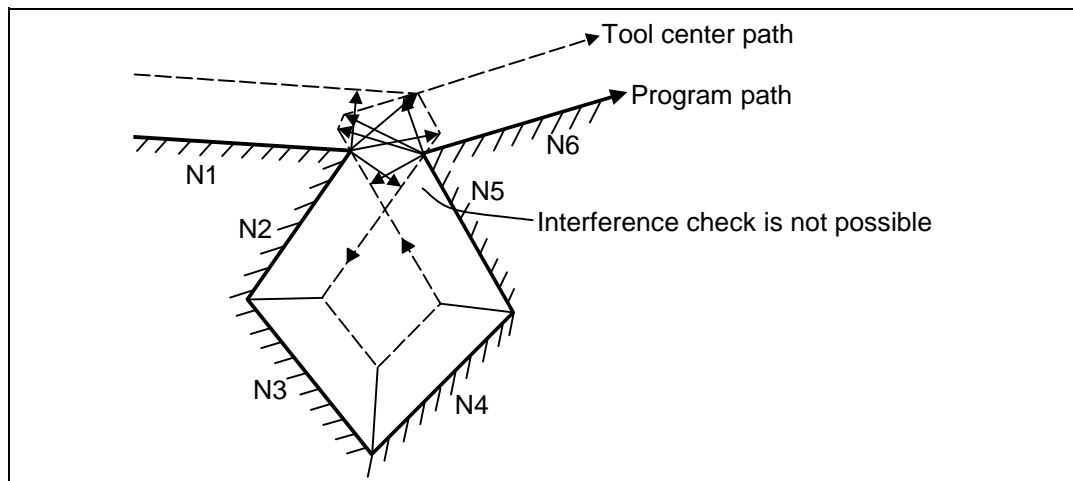 Tool center path
Program path
N6
N1
N5
N2
Interference check is not possible
N3
N4